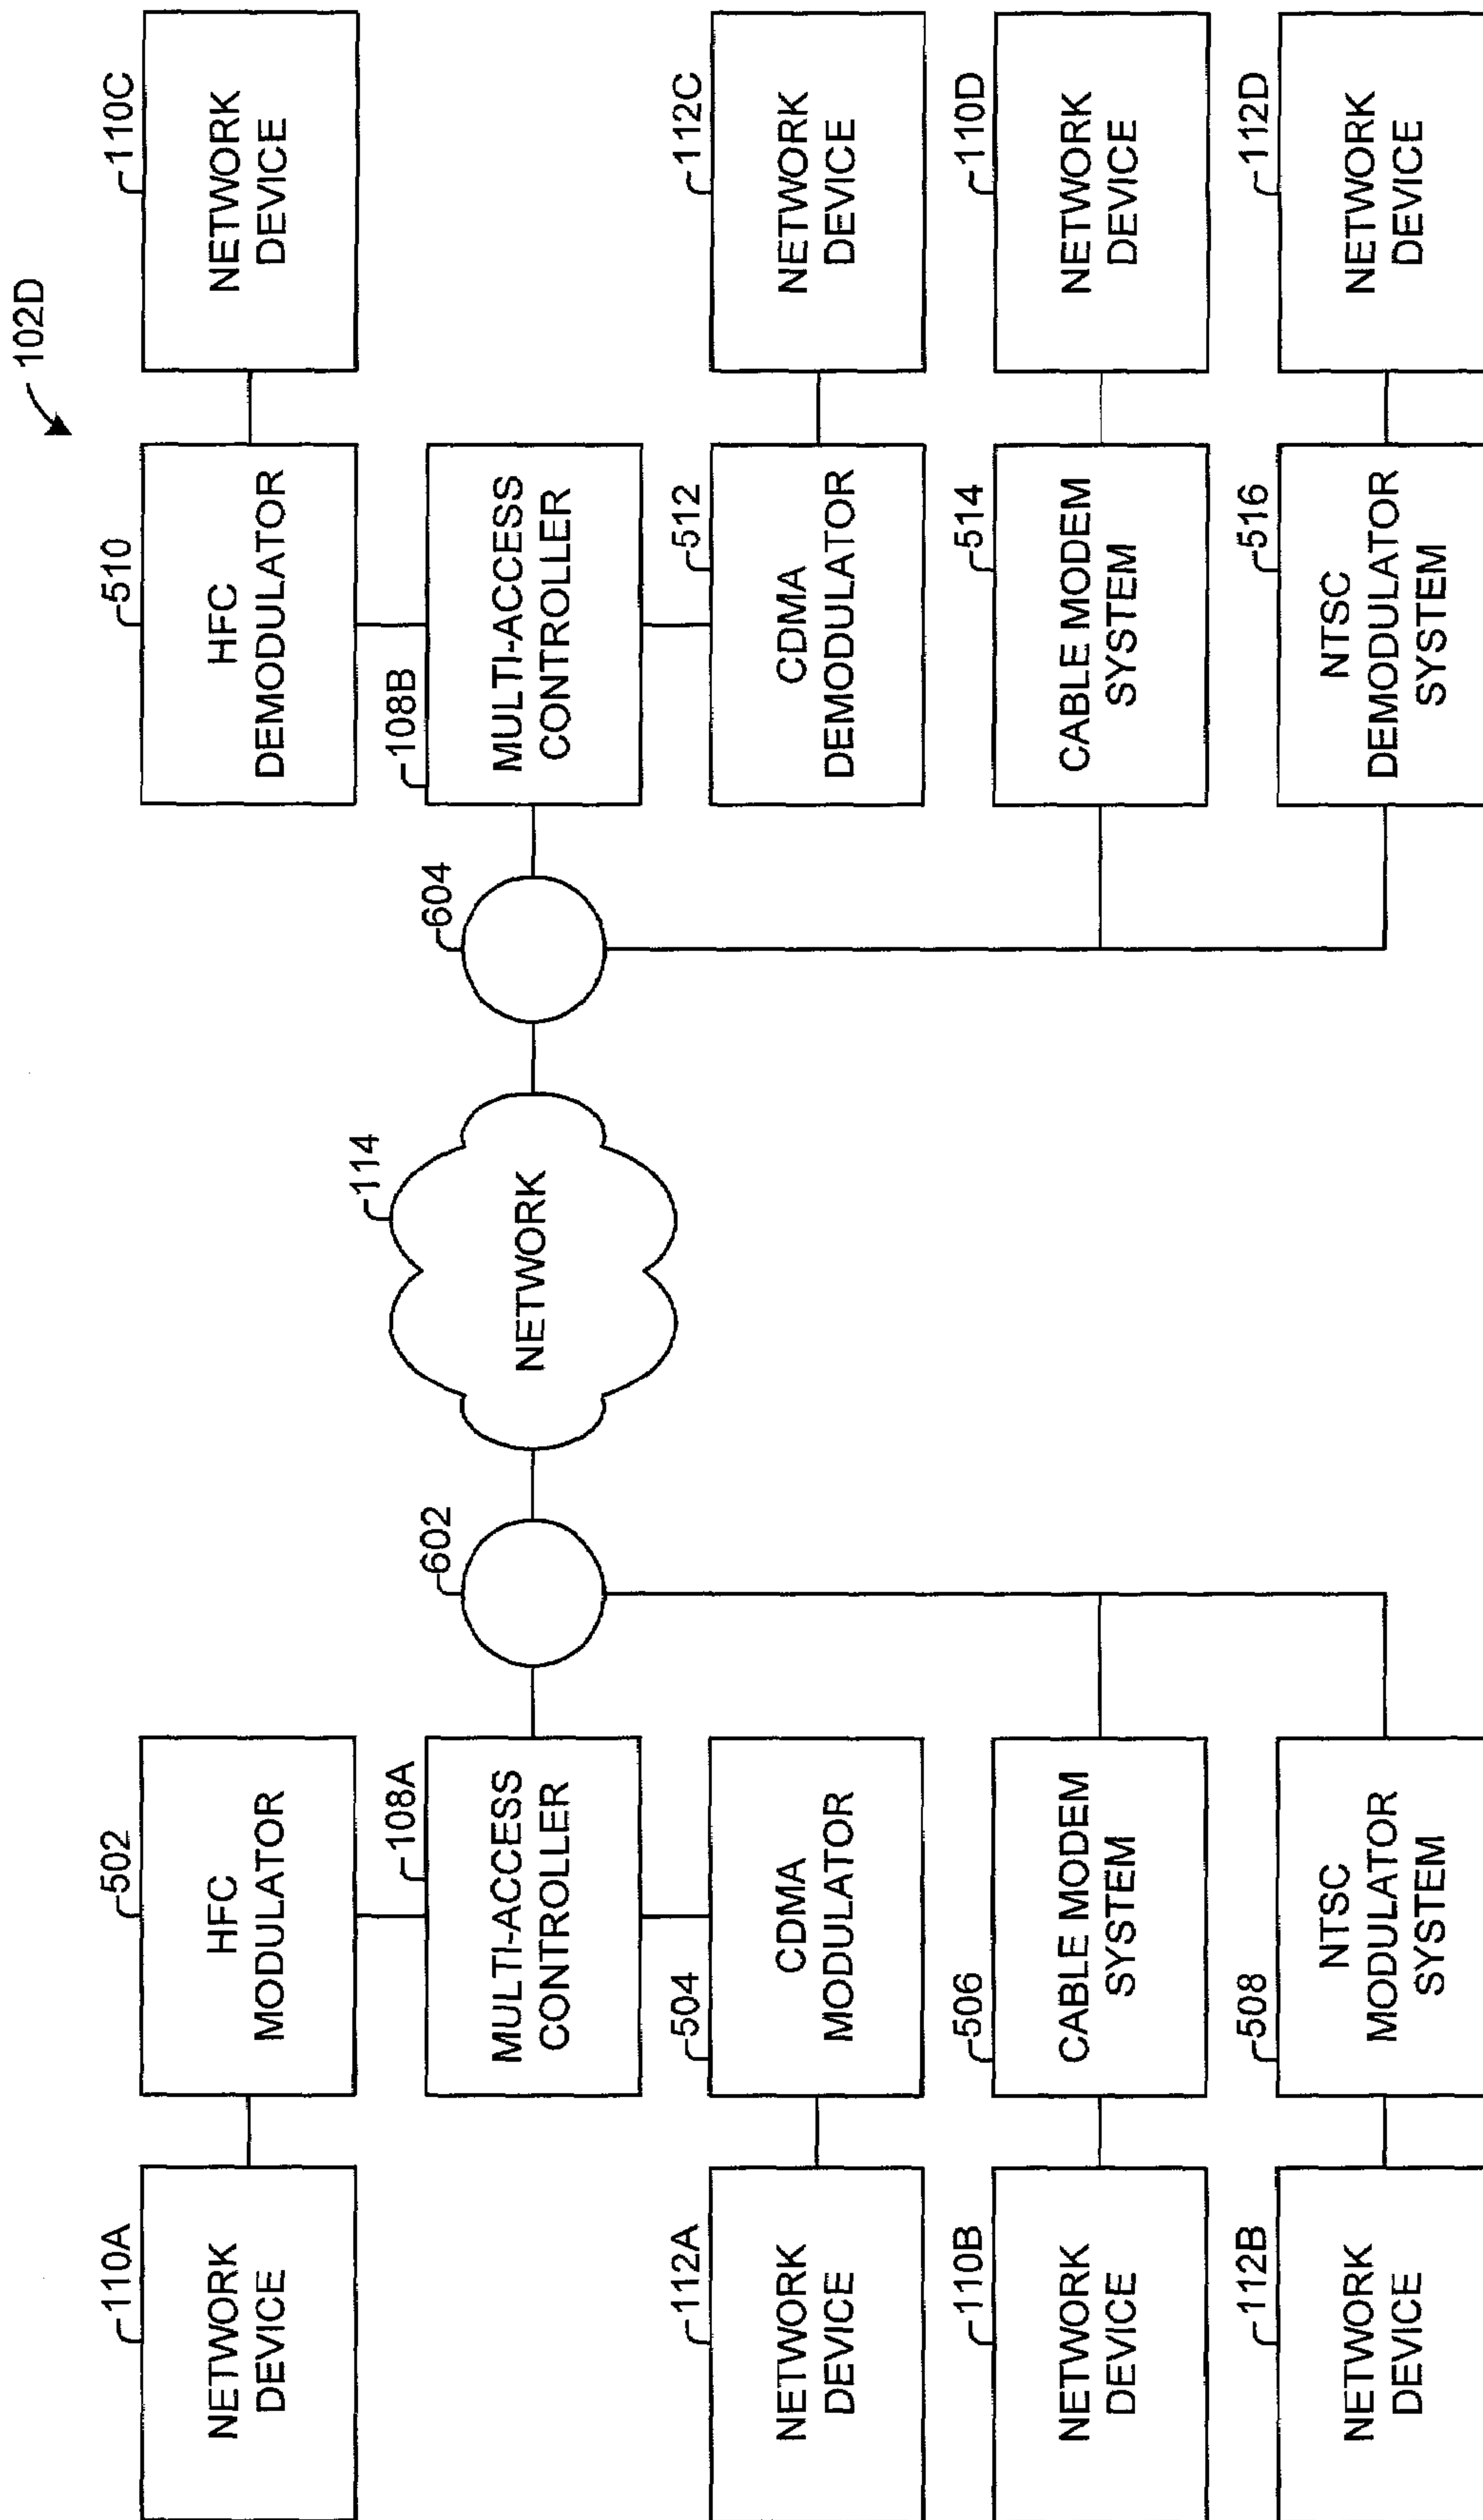 102D
110A
NETWORK
DEVICE
502
HFC
MODULATOR
510
HFC
DEMODULATOR
110C
NETWORK
DEVICE
108A
MULTI-ACCESS
CONTROLLER
602
114
NETWORK
604
108B
MULTI-ACCESS
CONTROLLER
112A
NETWORK
DEVICE
504
CDMA
MODULATOR
512
CDMA
DEMODULATOR
112C
NETWORK
DEVICE
110B
NETWORK
DEVICE
506
CABLE MODEM
SYSTEM
514
CABLE MODEM
SYSTEM
110D
NETWORK
DEVICE
112B
NETWORK
DEVICE
508
NTSC
MODULATOR
SYSTEM
516
NTSC
DEMODULATOR
SYSTEM
112D
NETWORK
DEVICE